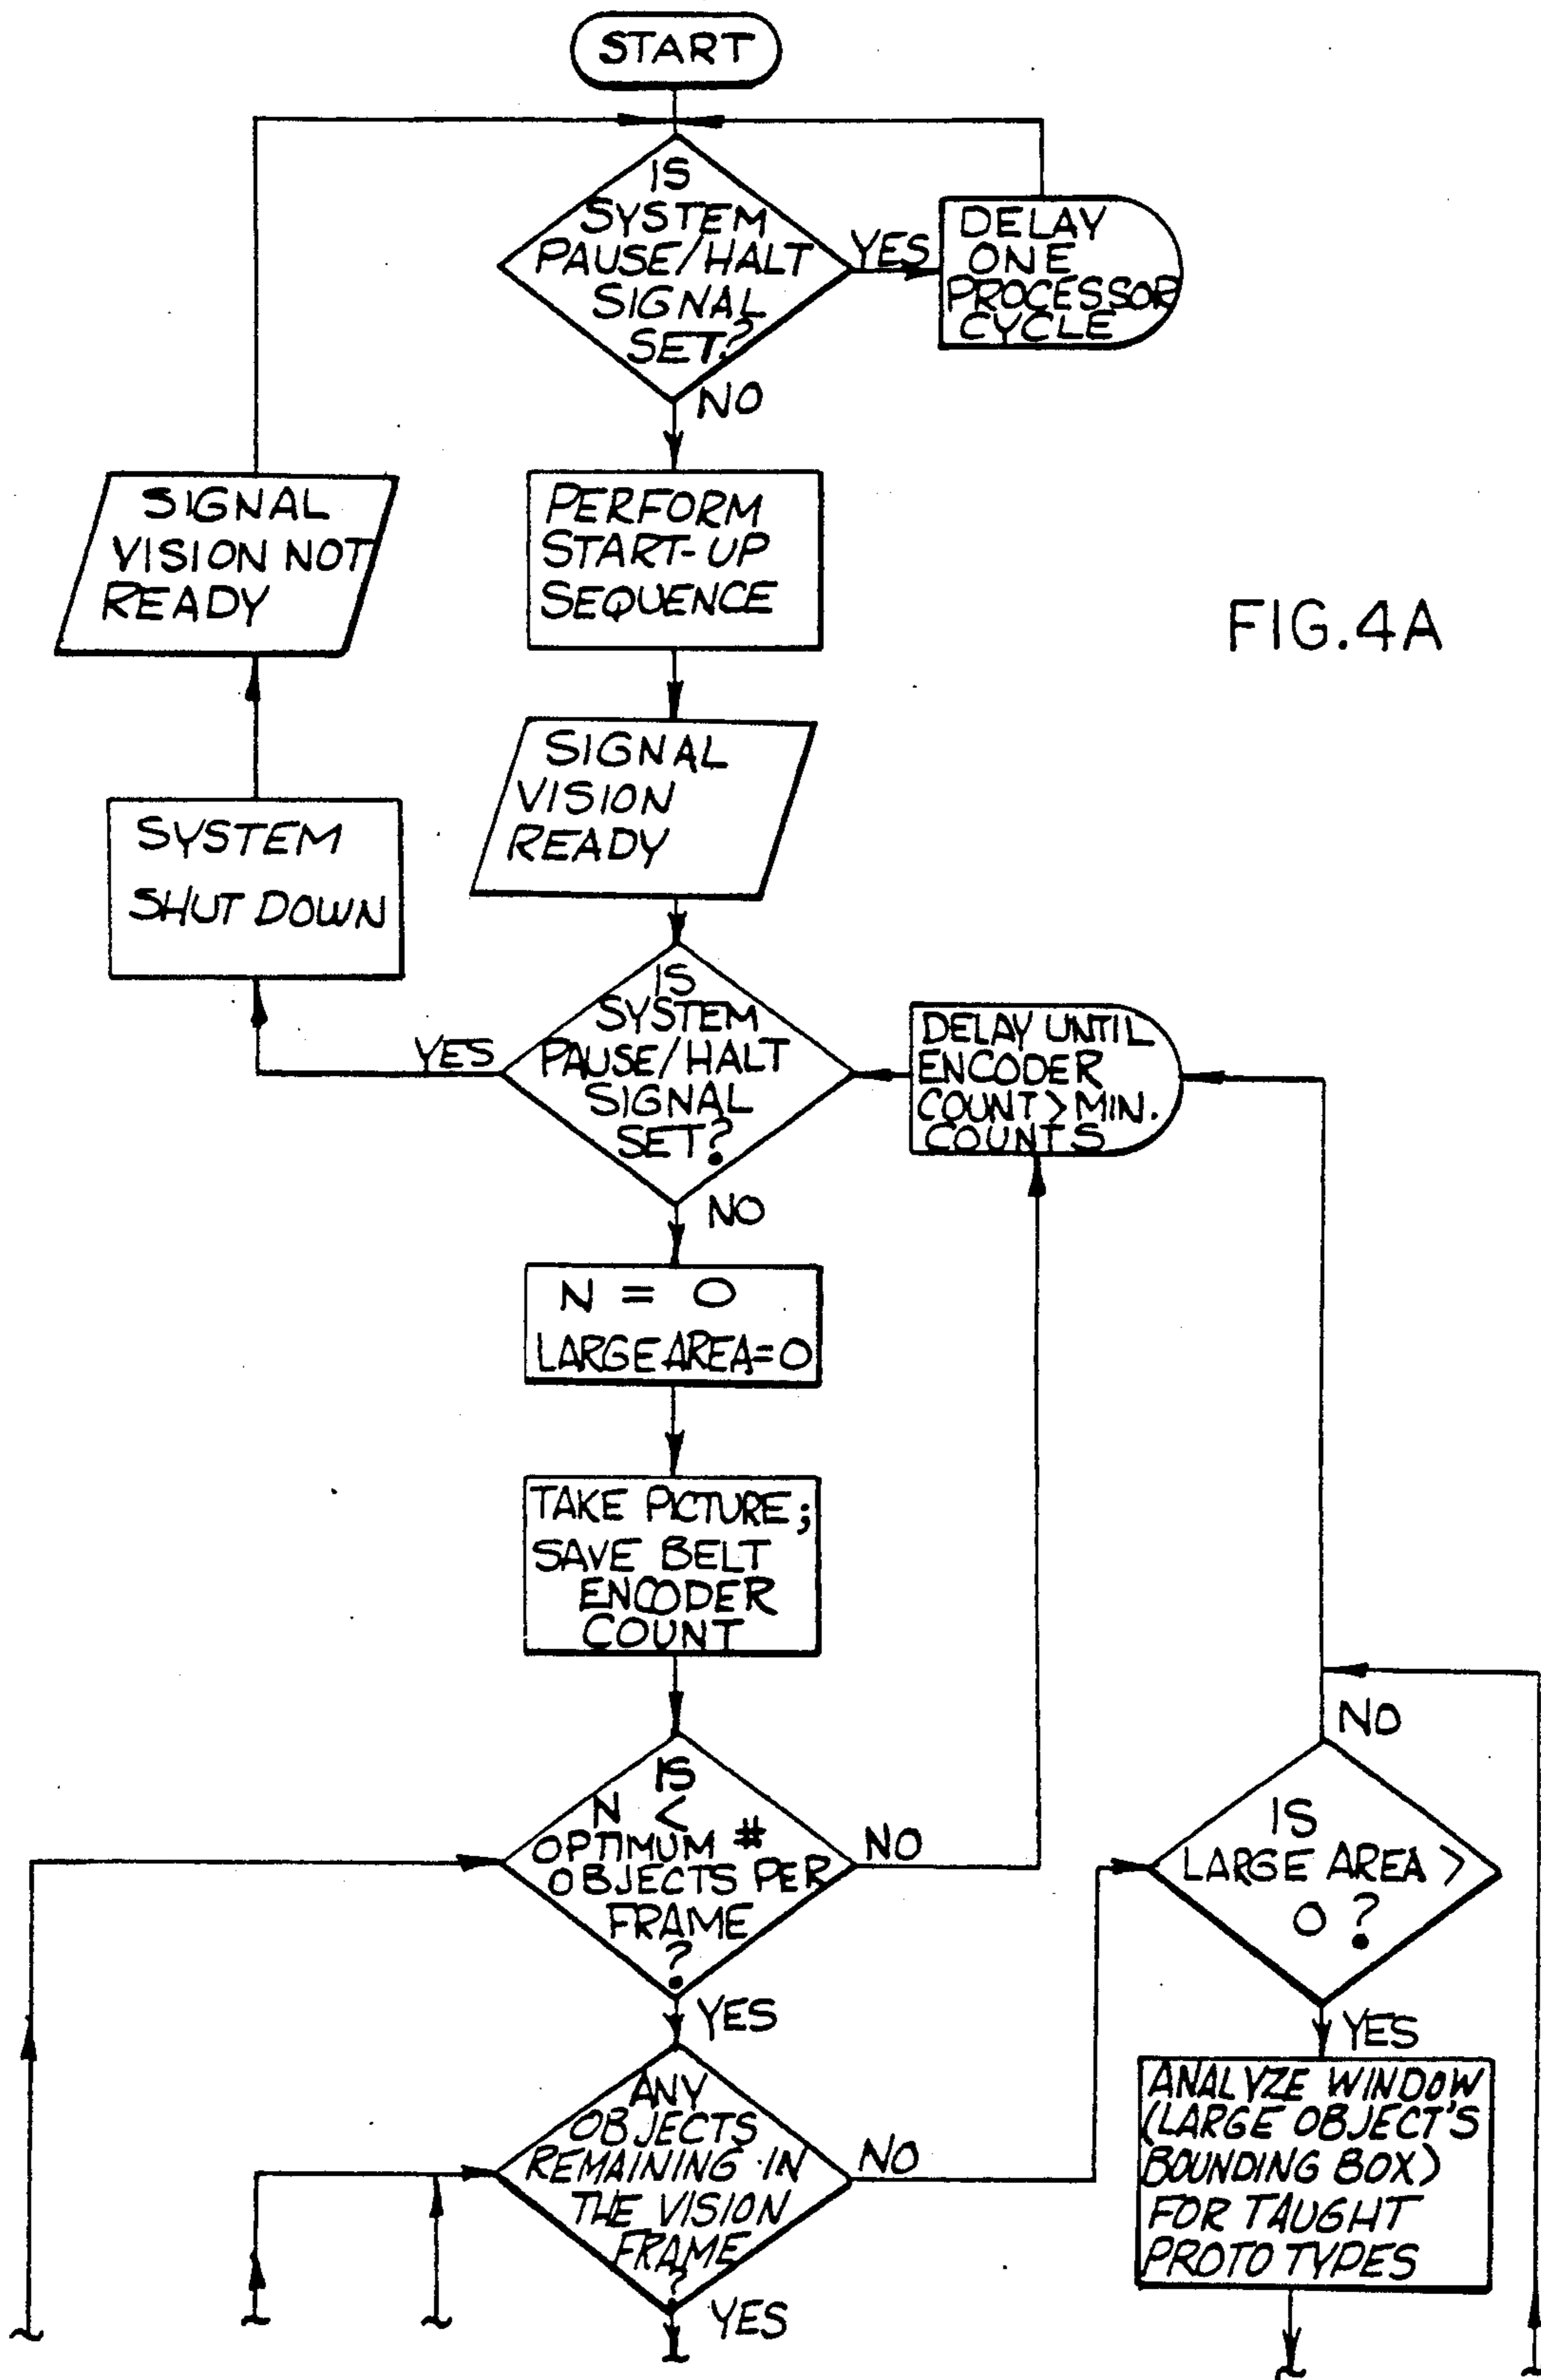 START
IS
SYSTEM
PAUSE/HALT
SIGNAL
SET?
YES
DELAY
ONE
PROCESSOR
CYCLE
NO
SIGNAL
VISION NOT
READY
PERFORM
START-UP
SEQUENCE
FIG.4A
SIGNAL
VISION
READY
SYSTEM
SHUT DOWN
IS
SYSTEM
PAUSE/HALT
SIGNAL
SET?
YES
DELAY UNTIL
ENCODER
COUNT>MIN.
COUNTS
NO
N = 0
LARGE AREA=0
TAKE PICTURE;
SAVE BELT
ENCODER
COUNT
IS
N <
OPTIMUM #
OBJECTS PER
FRAME
?
NO
YES
NO
IS
LARGE AREA >
0 ?
YES
ANY
OBJECTS
REMAINING IN
THE VISION
FRAME
?
NO
YES
ANALYZE WINDOW
(LARGE OBJECT'S
BOUNDING BOX)
FOR TAUGHT
PROTOTYPES